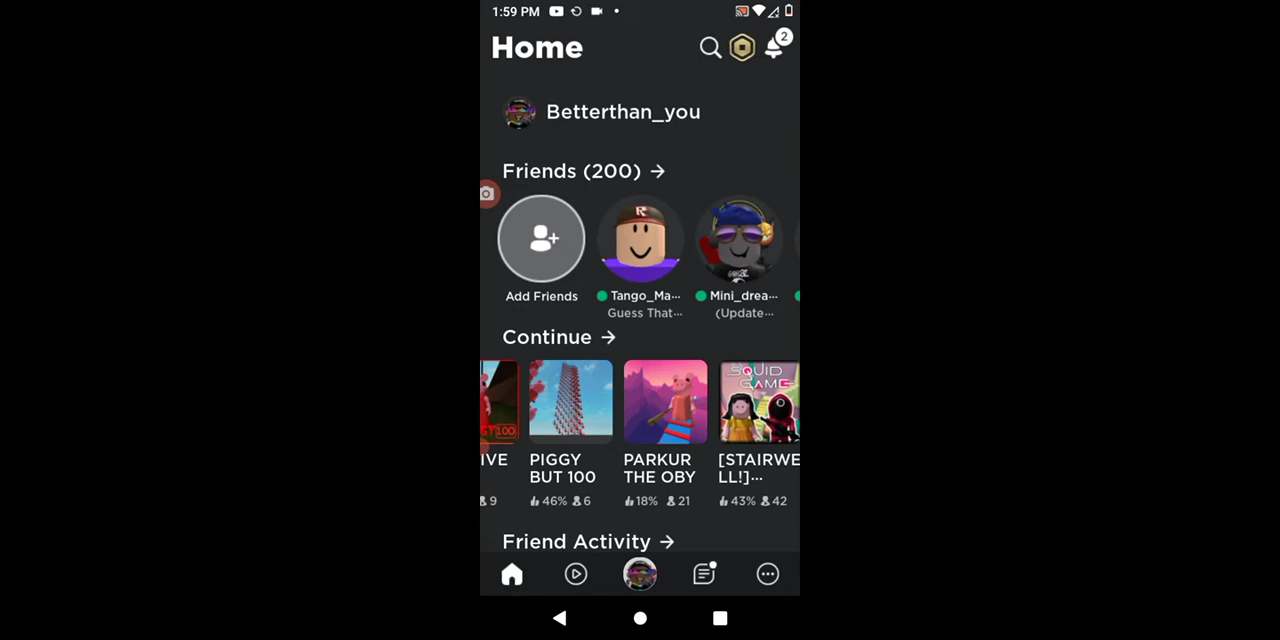 1:59 PM
Home
2
Betterthan_you
Friends (200) →
R
Add Friends
Tango_Ma···
Guess That···
Mini_drea···
(Update···
Continue →
100
SQUID
GAME
IVE
9
PIGGY
BUT 100
46% 6
PARKUR
THE OBY
18% 21
[STAIRWE
LL!]···
43% 42
Friend Activity →